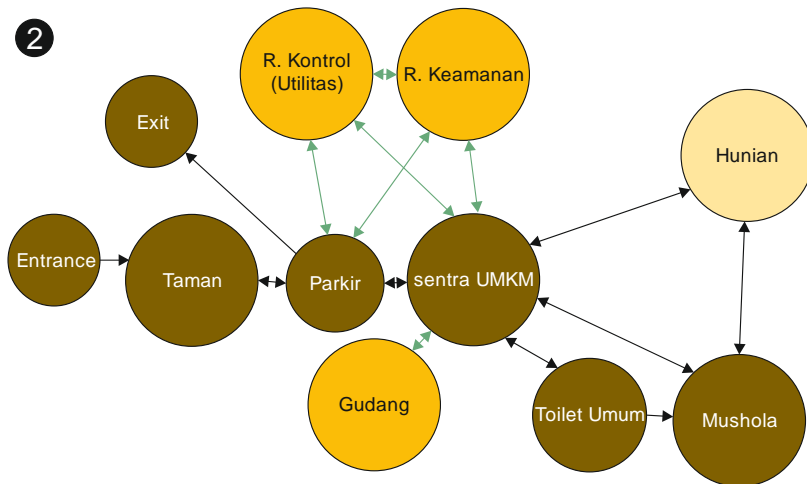 2
R. Kontrol
(Utilitas)
R. Keamanan
Exit
Hunian
Entrance
Taman
Parkir
sentra UMKM
Gudang
Toilet Umum
Mushola